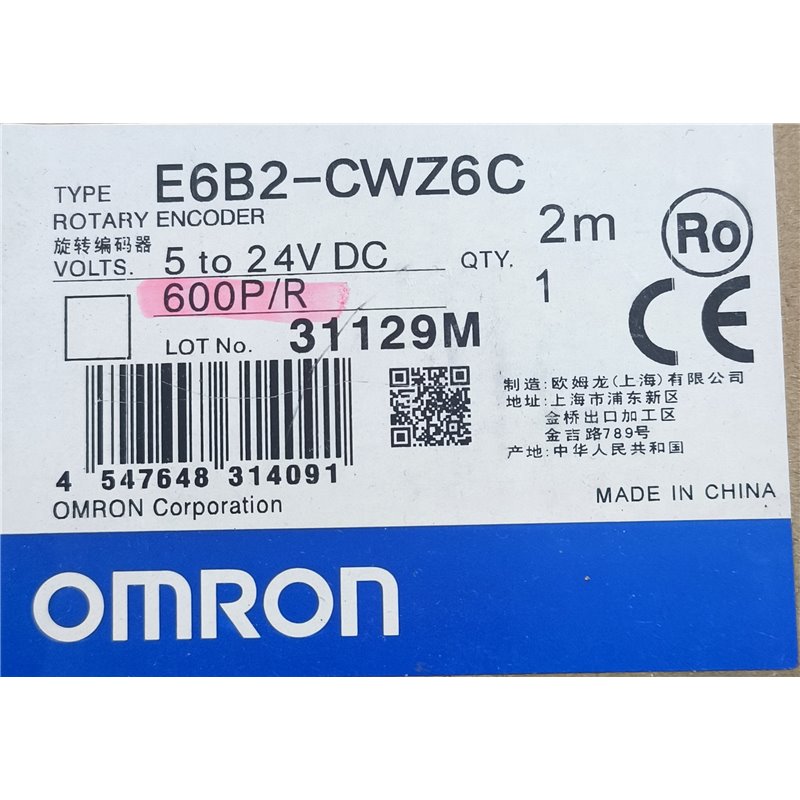 TYPE E6B2-CWZ6C
ROTARY ENCODER
旋转编码器
2m
Ro
VOLTS. 5 to 24V DC
QTY. 1
600P/R
CE
LOT No. 31129M
制造:欧姆龙(上海)有限公司
地址:上海市浦东新区
金桥出口加工区
金吉路789号
产地:中华人民共和国
4 547648 314091
OMRON Corporation
MADE IN CHINA
OMRON